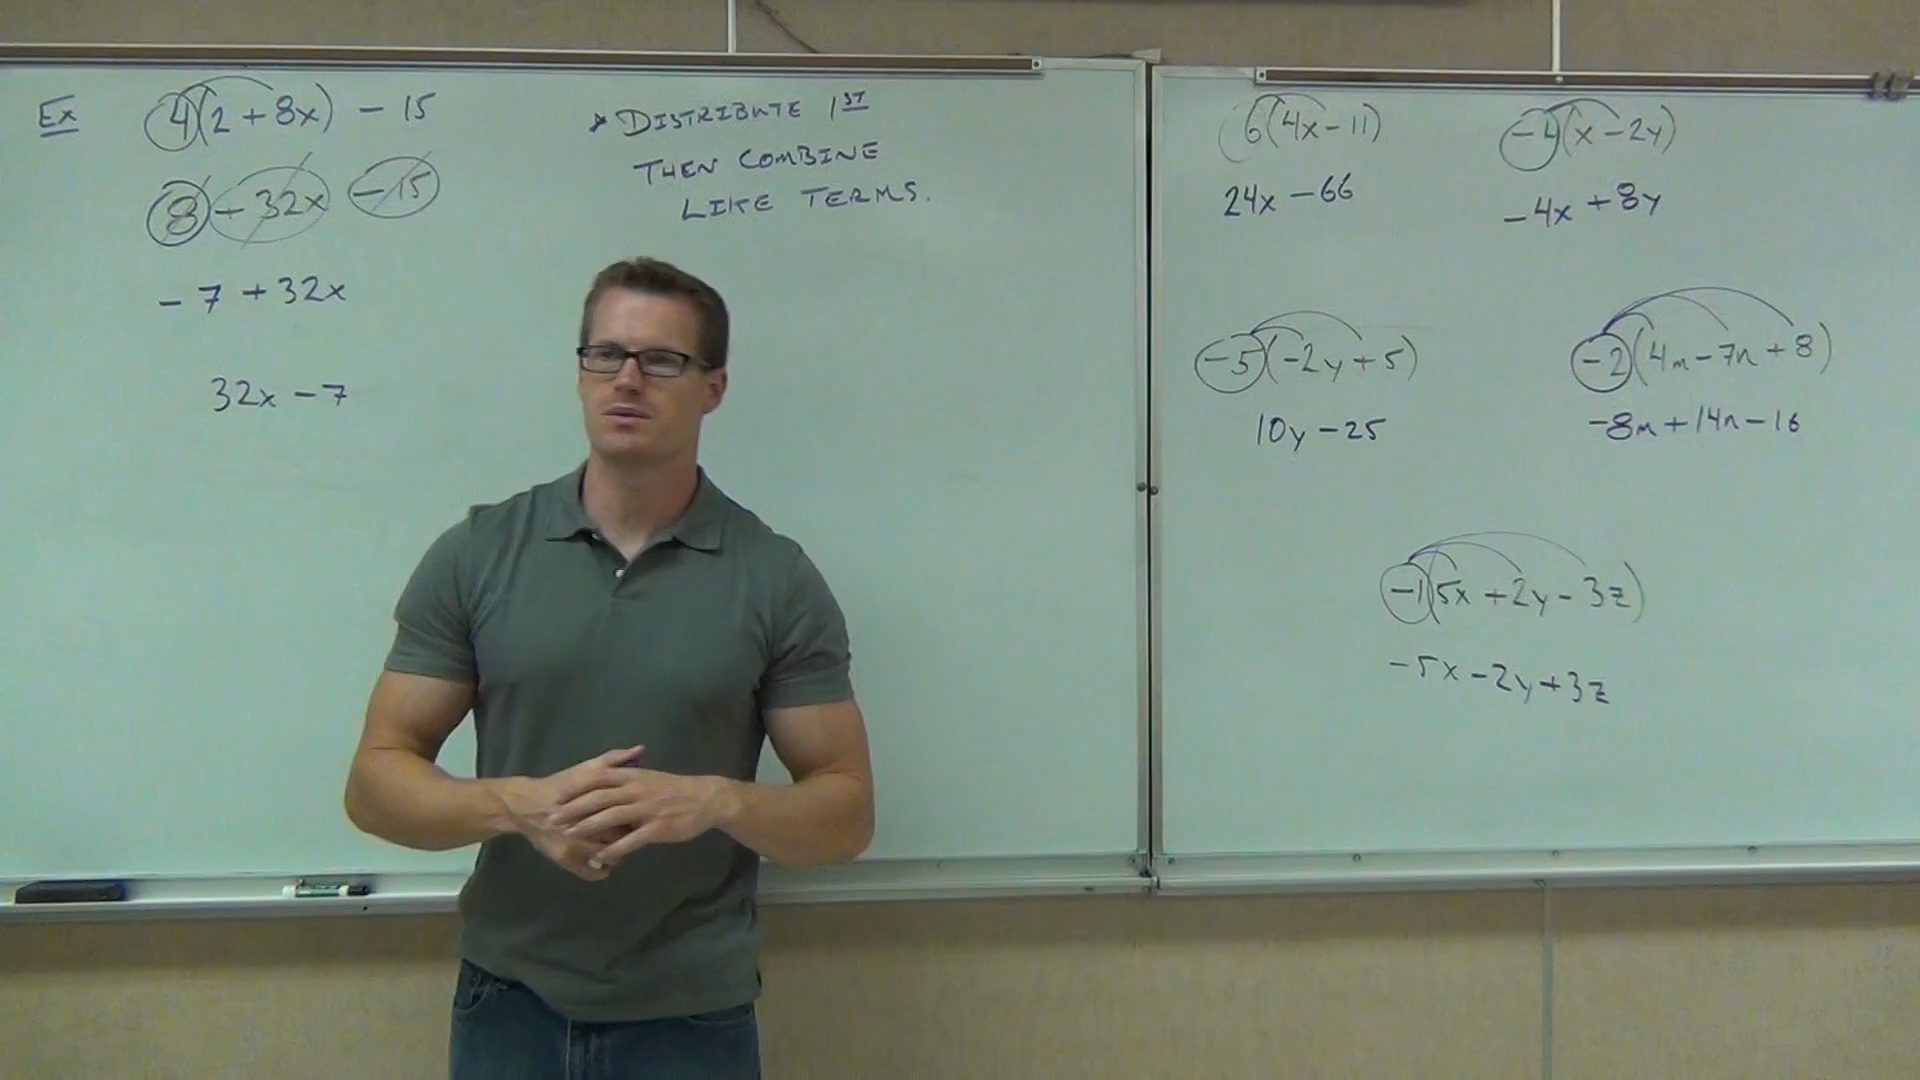 Ex 4(2 + 8x) - 15
8 + 32x - 15
- 7 + 32x
32x - 7
* DISTRIBUTE 1ST
THEN COMBINE
LIKE TERMS.
6(4x - 11)
24x - 66
-4(x - 2y)
-4x + 8y
-5(-2y + 5)
10y - 25
-2(4m - 7n + 8)
-8m + 14n - 16
-1(5x + 2y - 3z)
-5x - 2y + 3z